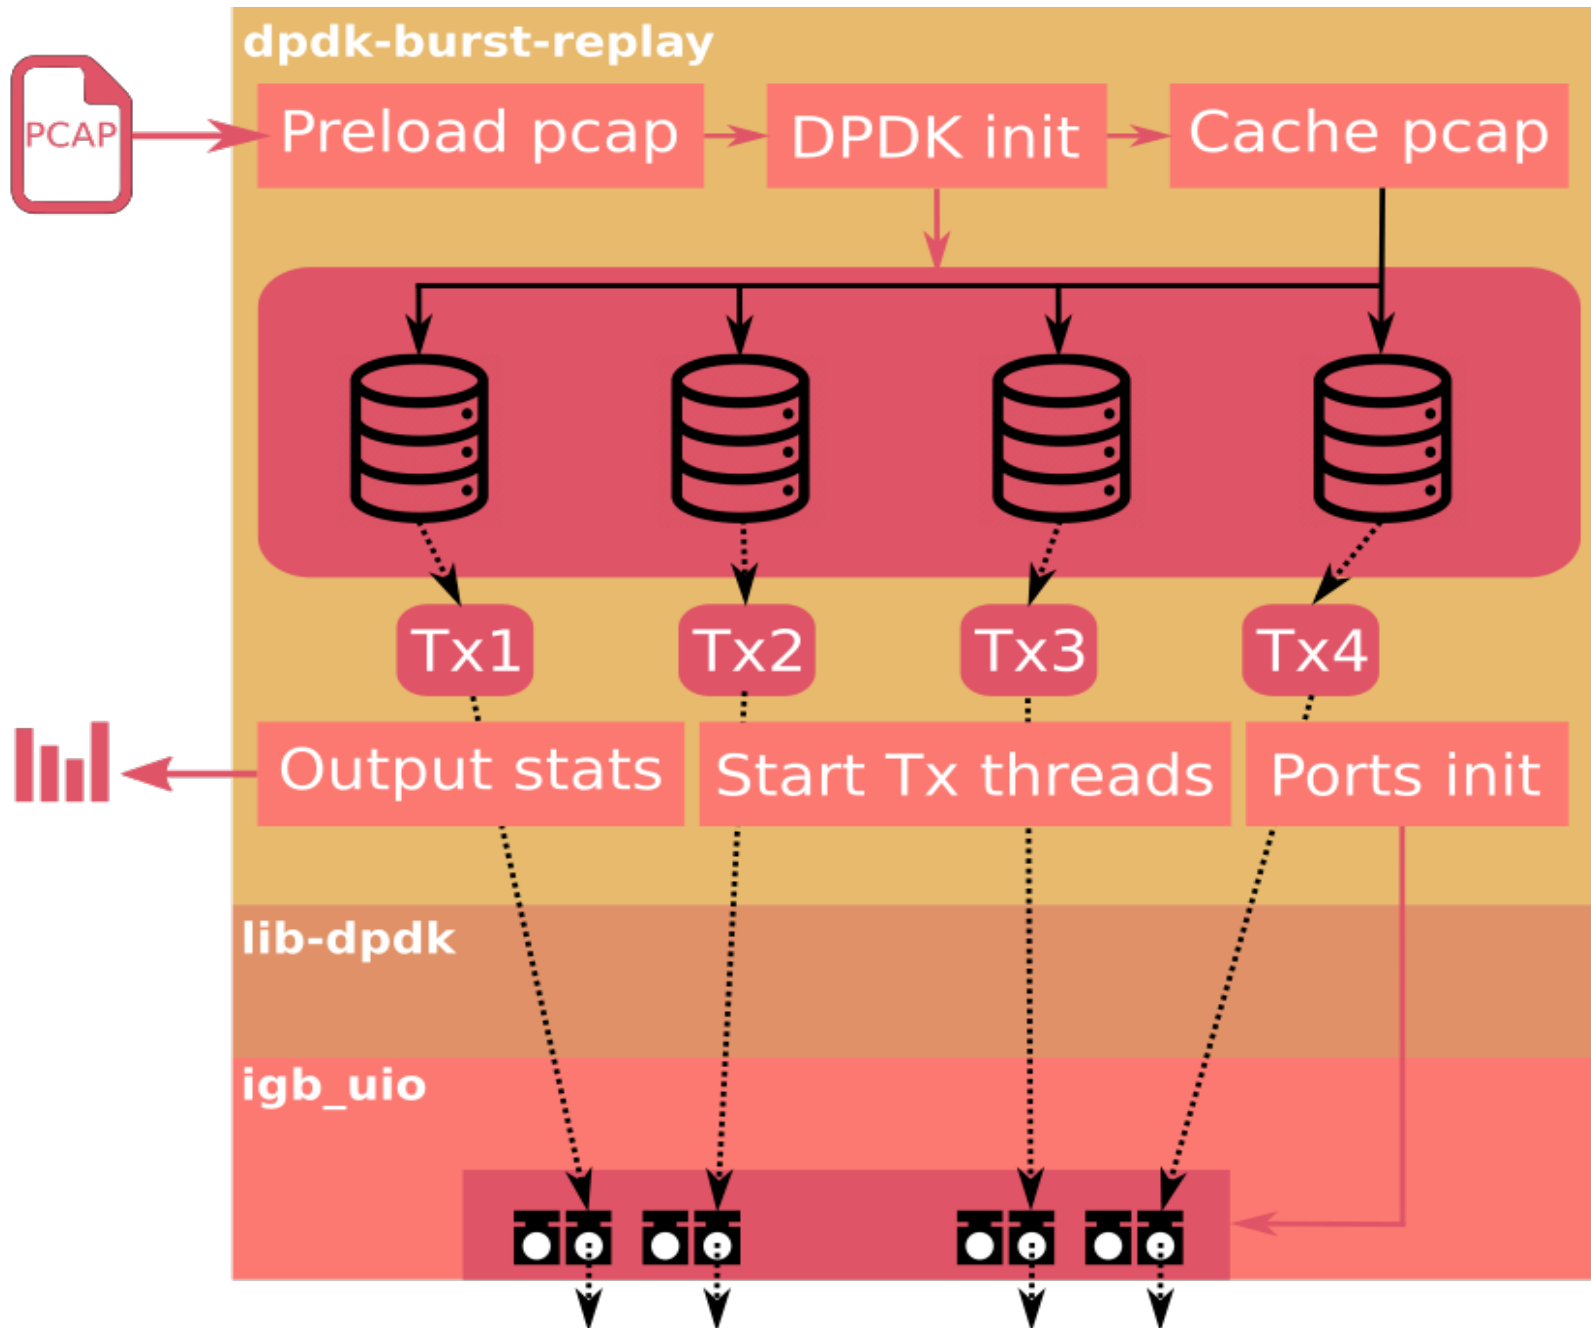 dpdk-burst-replay
PCAP
Preload pcap
DPDK init
Cache pcap
Tx1
Tx2
Tx3
Tx4
Output stats
Start Tx threads
Ports init
lib-dpdk
igb_uio